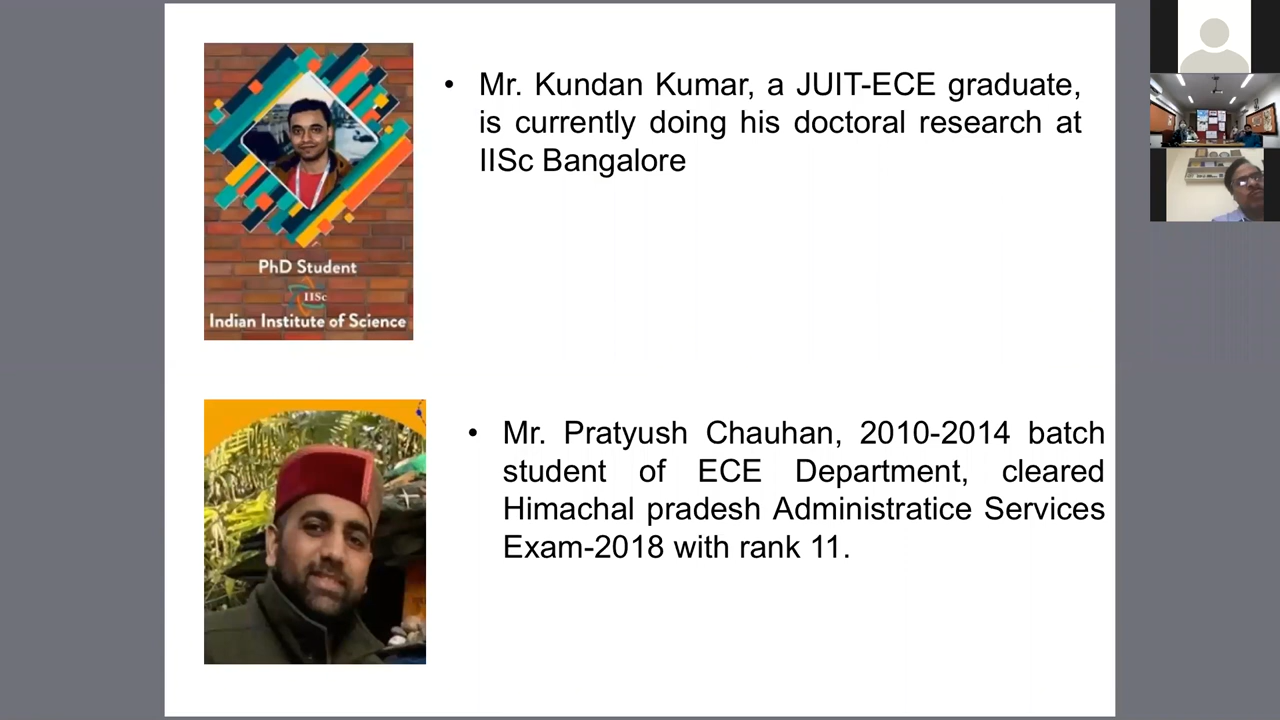 • Mr. Kundan Kumar, a JUIT-ECE graduate,
is currently doing his doctoral research at
IISc Bangalore
PhD Student
IISc
Indian Institute of Science
• Mr. Pratyush Chauhan, 2010-2014 batch
student of ECE Department, cleared
Himachal pradesh Administratice Services
Exam-2018 with rank 11.